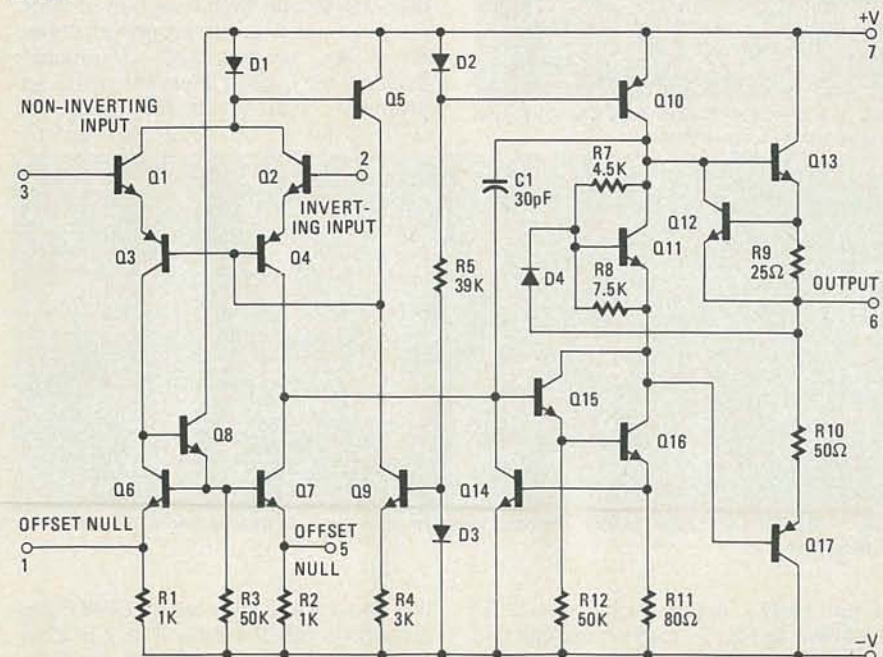 +V
7
D1
D2
Q5
Q10
NON-INVERTING
INPUT
3
Q1
Q2
2
INVERT-
ING INPUT
C1
30pF
R7
4.5K
Q13
Q12
Q11
R9
25Ω
Q3
Q4
R5
39K
D4
R8
7.5K
OUTPUT
6
Q8
Q15
Q16
R10
50Ω
Q6
Q7
Q9
Q14
OFFSET NULL
1
OFFSET
5
NULL
D3
Q17
R1
1K
R3
50K
R2
1K
R4
3K
R12
50K
R11
80Ω
-V